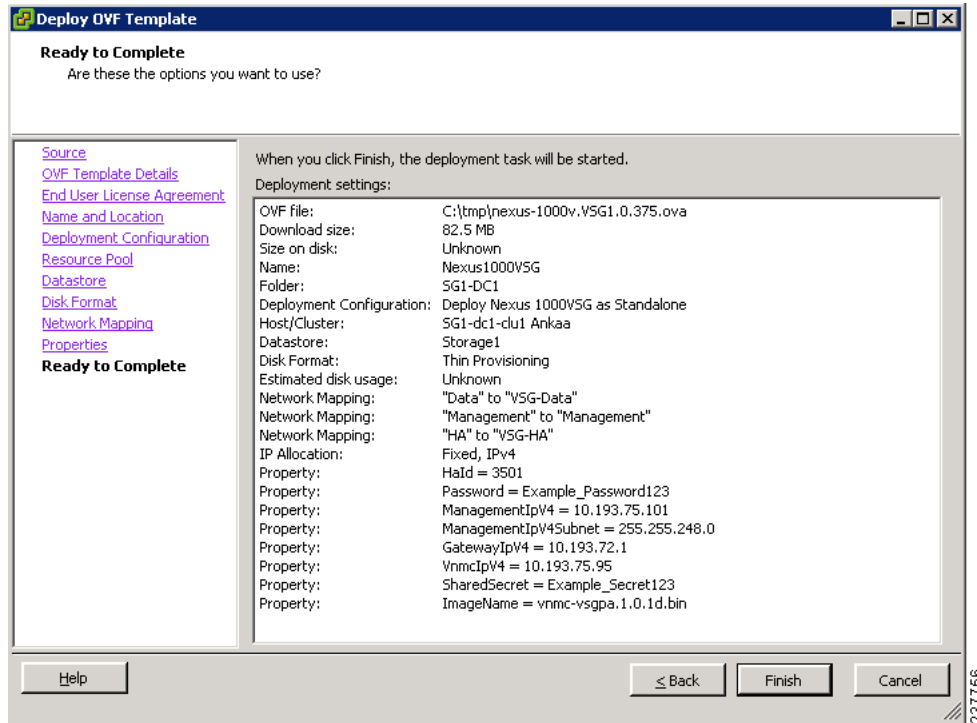 Deploy OVF Template
Ready to Complete
Are these the options you want to use?
Source
OVF Template Details
End User License Agreement
Name and Location
Deployment Configuration
Resource Pool
Datastore
Disk Format
Network Mapping
Properties
Ready to Complete
When you click Finish, the deployment task will be started.
Deployment settings:
OVF file: C:\tmp\nexus-1000v.VSG1.0.375.ova
Download size: 82.5 MB
Size on disk: Unknown
Name: Nexus1000VSG
Folder: SG1-DC1
Deployment Configuration: Deploy Nexus 1000VSG as Standalone
Host/Cluster: SG1-dc1-clu1 Ankaa
Datastore: Storage1
Disk Format: Thin Provisioning
Estimated disk usage: Unknown
Network Mapping: "Data" to "VSG-Data"
Network Mapping: "Management" to "Management"
Network Mapping: "HA" to "VSG-HA"
IP Allocation: Fixed, IPv4
Property: HaId = 3501
Property: Password = Example_Password123
Property: ManagementIpV4 = 10.193.75.101
Property: ManagementIpV4Subnet = 255.255.248.0
Property: GatewayIpV4 = 10.193.72.1
Property: VnmcIpV4 = 10.193.75.95
Property: SharedSecret = Example_Secret123
Property: ImageName = vnmc-vsgpa.1.0.1d.bin
Help
< Back
Finish
Cancel
227766